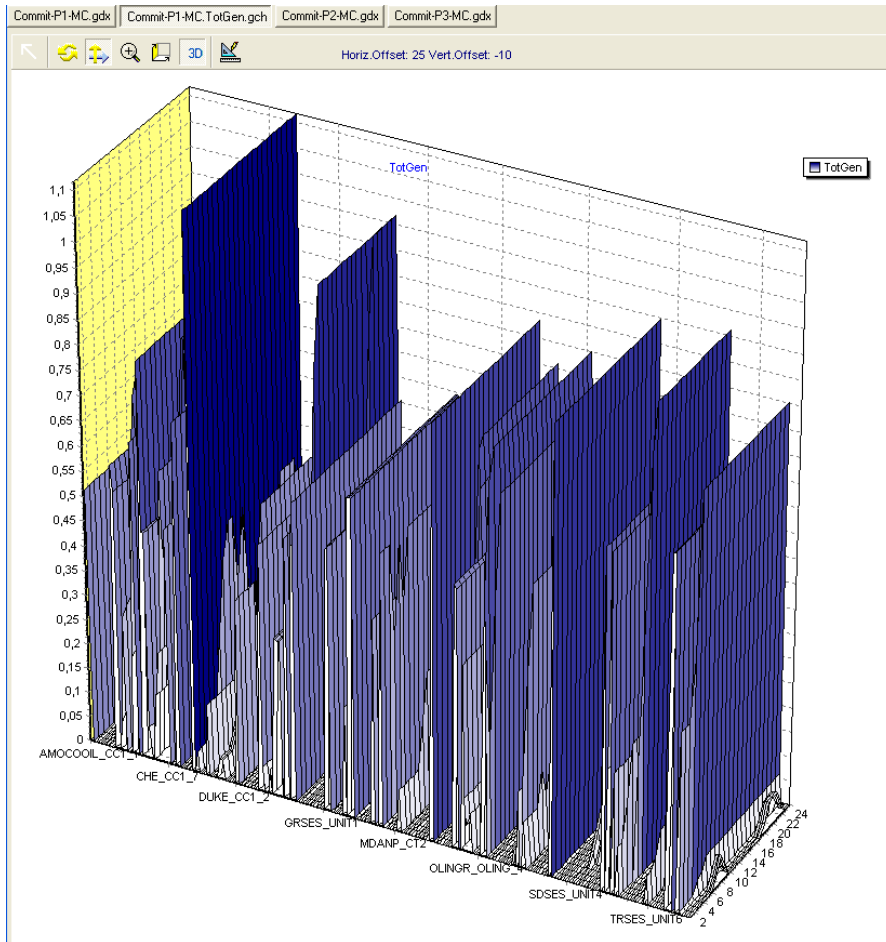 Commit-P1-MC.gdx Commit-P1-MC.TotGen.gch Commit-P2-MC.gdx Commit-P3-MC.gdx
3D Horiz.Offset: 25 Vert.Offset: -10
TotGen
TotGen
1,1
1,05
1
0,95
0,9
0,85
0,8
0,75
0,7
0,65
0,6
0,55
0,5
0,45
0,4
0,35
0,3
0,25
0,2
0,15
0,1
0,05
0
AMOCOOIL_CC1_1
CHE_CC1_7
DUKE_CC1_2
GRSES_UNIT1
MDANP_CT2
OLINGR_OLING_4
SDSES_UNIT4
TRSES_UNIT6
2 4 6 8 10 12 14 16 18 20 22 24